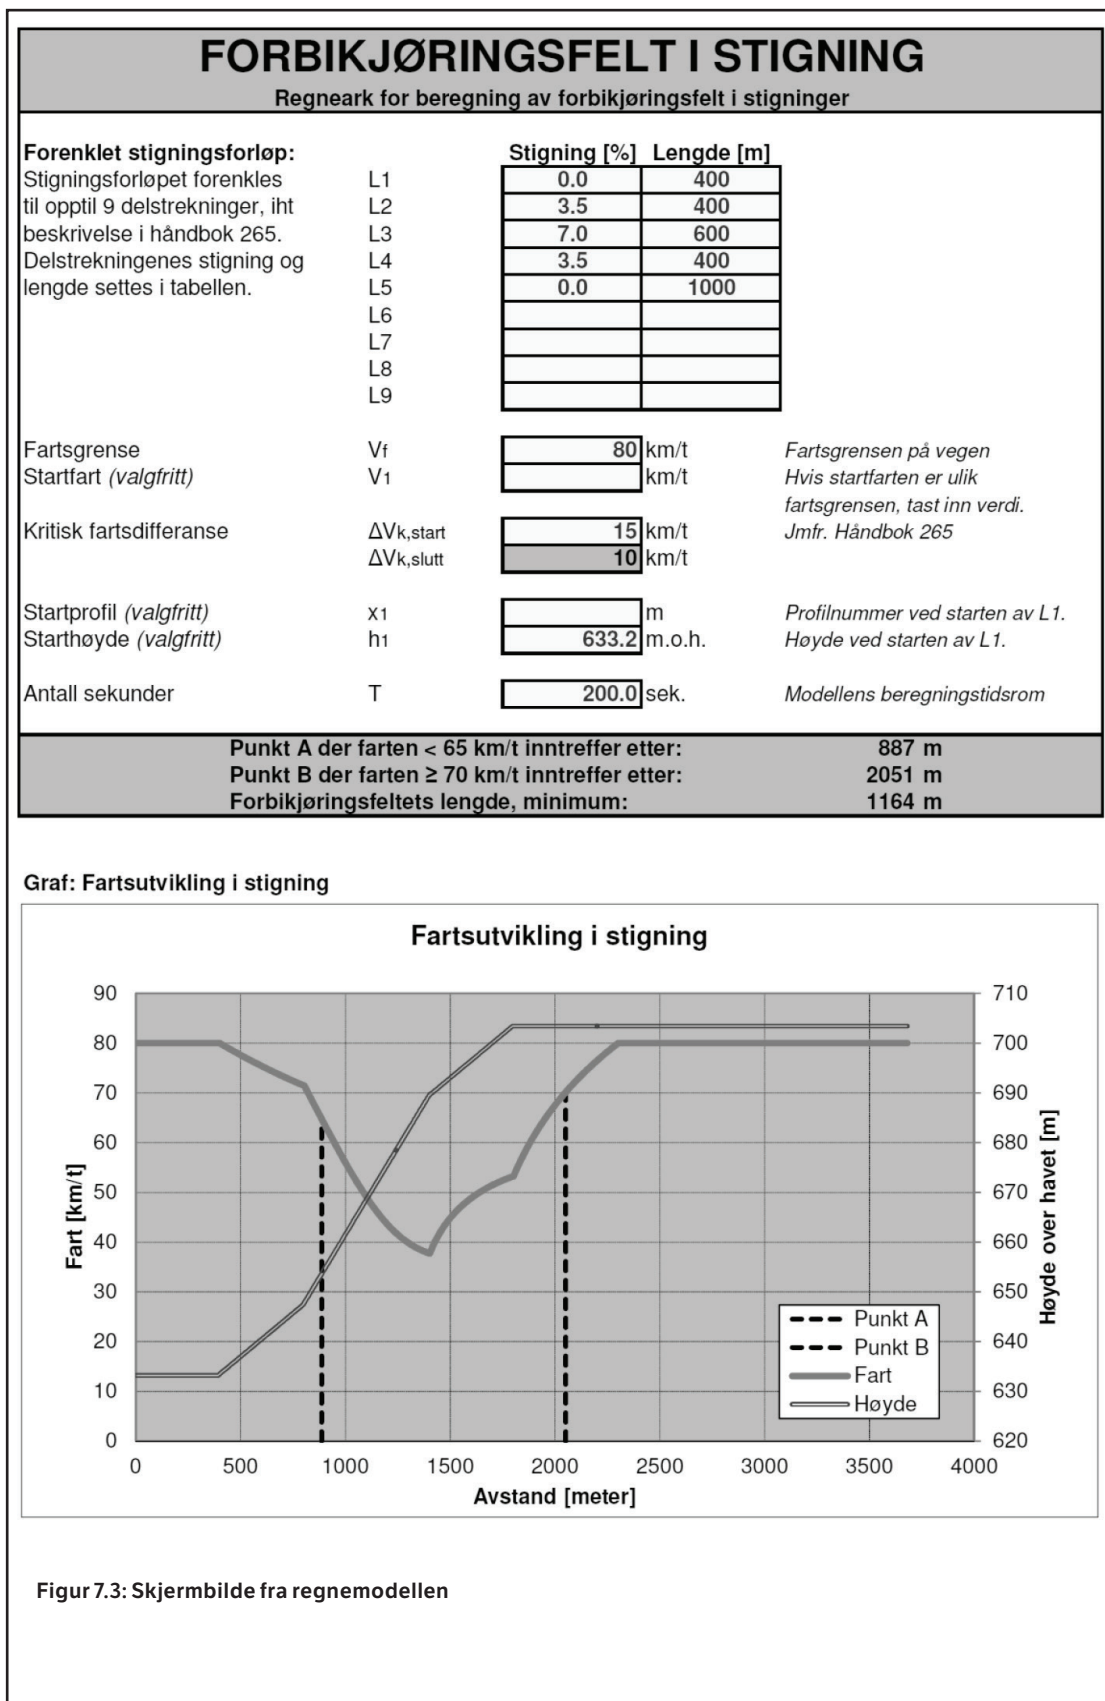 FORBIKJØRINGSFELT I STIGNING
Regneark for beregning av forbikjøringsfelt i stigninger
Forenklet stigningsforløp: Stigning [%] Lengde [m]
Stigningsforløpet forenkles L1 0.0 400
til opptil 9 delstrekninger, iht L2 3.5 400
beskrivelse i håndbok 265. L3 7.0 600
Delstrekningenes stigning og L4 3.5 400
lengde settes i tabellen. L5 0.0 1000
L6
L7
L8
L9
Fartsgrense Vf 80 km/t Fartsgrensen på vegen
Startfart (valgfritt) V1 km/t Hvis startfarten er ulik
fartsgrensen, tast inn verdi.
Kritisk fartsdifferanse ΔVk,start 15 km/t Jmfr. Håndbok 265
ΔVk,slutt 10 km/t
Startprofil (valgfritt) x1 m Profilnummer ved starten av L1.
Starthøyde (valgfritt) h1 633.2 m.o.h. Høyde ved starten av L1.
Antall sekunder T 200.0 sek. Modellens beregningstidsrom
Punkt A der farten < 65 km/t inntreffer etter: 887 m
Punkt B der farten ≥ 70 km/t inntreffer etter: 2051 m
Forbikjøringsfeltets lengde, minimum: 1164 m
Graf: Fartsutvikling i stigning
Fartsutvikling i stigning
90 710
80 700
70 690
60 680
50 670
40 660
30 650
20 640
10 630
0 620
Fart [km/t]
Høyde over havet [m]
Punkt A
Punkt B
Fart
Høyde
0 500 1000 1500 2000 2500 3000 3500 4000
Avstand [meter]
Figur 7.3: Skjermbilde fra regnemodellen